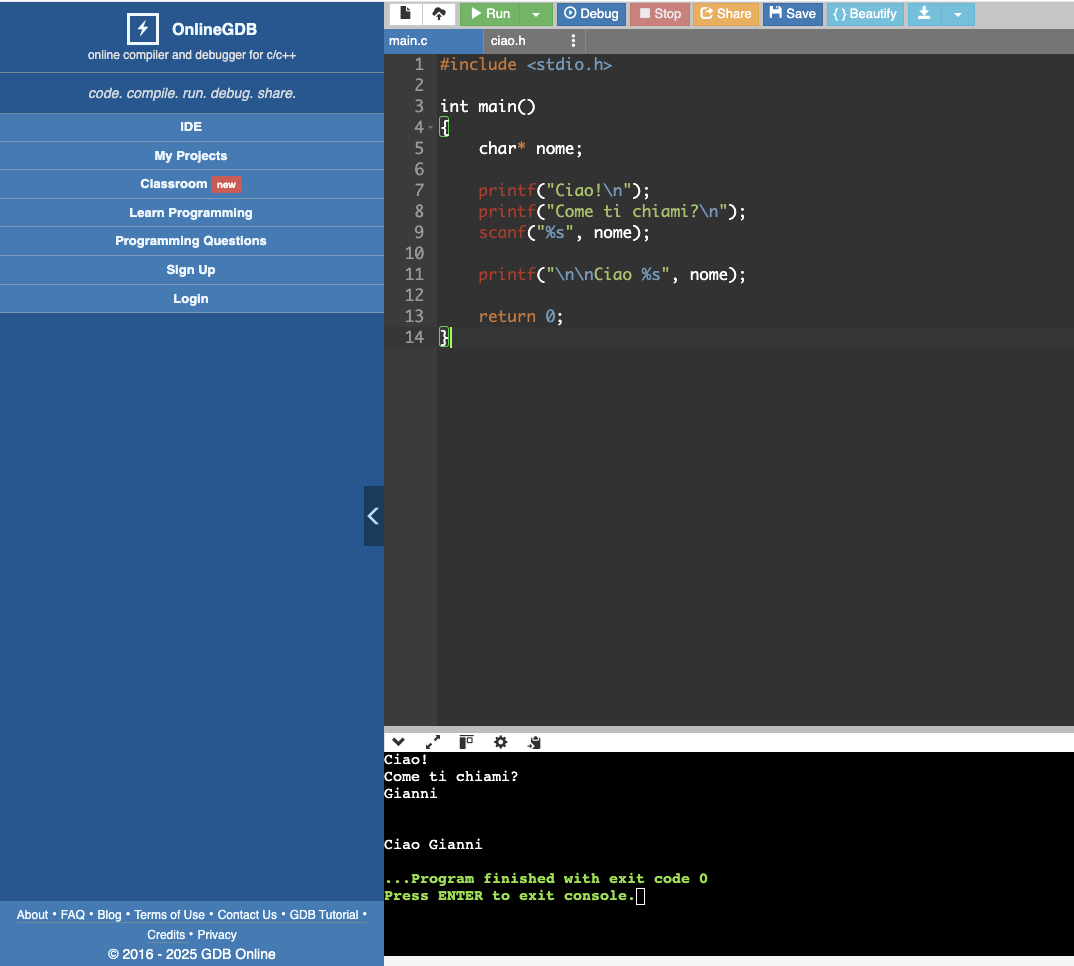 OnlineGDB
online compiler and debugger for c/c++
code. compile. run. debug. share.
IDE
My Projects
Classroom new
Learn Programming
Programming Questions
Sign Up
Login
About • FAQ • Blog • Terms of Use • Contact Us • GDB Tutorial •
Credits • Privacy
© 2016 - 2025 GDB Online
Run Debug Stop Share Save { } Beautify
main.c ciao.h
1 #include <stdio.h>
2
3 int main()
4 {
5     char* nome;
6
7     printf("Ciao!\n");
8     printf("Come ti chiami?\n");
9     scanf("%s", nome);
10
11     printf("\n\nCiao %s", nome);
12
13     return 0;
14 }
Ciao!
Come ti chiami?
Gianni
Ciao Gianni
...Program finished with exit code 0
Press ENTER to exit console.